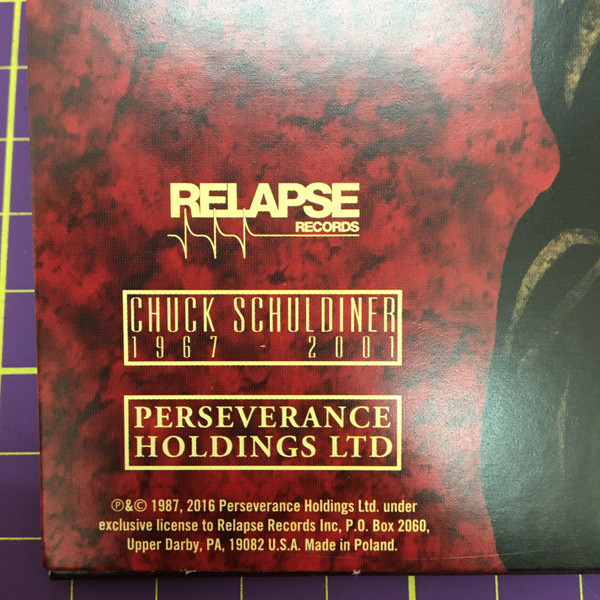 RELAPSE
RECORDS
CHUCK SCHULDINER
1967 - 2001
PERSEVERANCE
HOLDINGS LTD
℗&© 1987, 2016 Perseverance Holdings Ltd. under
exclusive license to Relapse Records Inc, P.O. Box 2060,
Upper Darby, PA, 19082 U.S.A. Made in Poland.